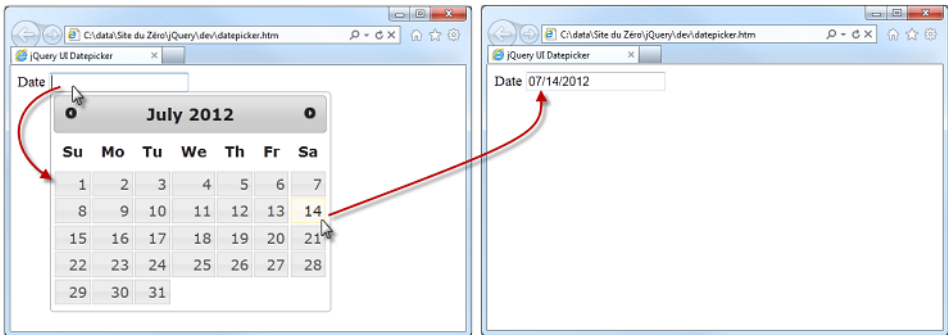 C:\data\Site du Zéro\jQuery\dev\datepicker.htm
jQuery UI Datepicker
Date
July 2012
Su Mo Tu We Th Fr Sa
1 2 3 4 5 6 7
8 9 10 11 12 13 14
15 16 17 18 19 20 21
22 23 24 25 26 27 28
29 30 31
C:\data\Site du Zéro\jQuery\dev\datepicker.htm
jQuery UI Datepicker
Date 07/14/2012